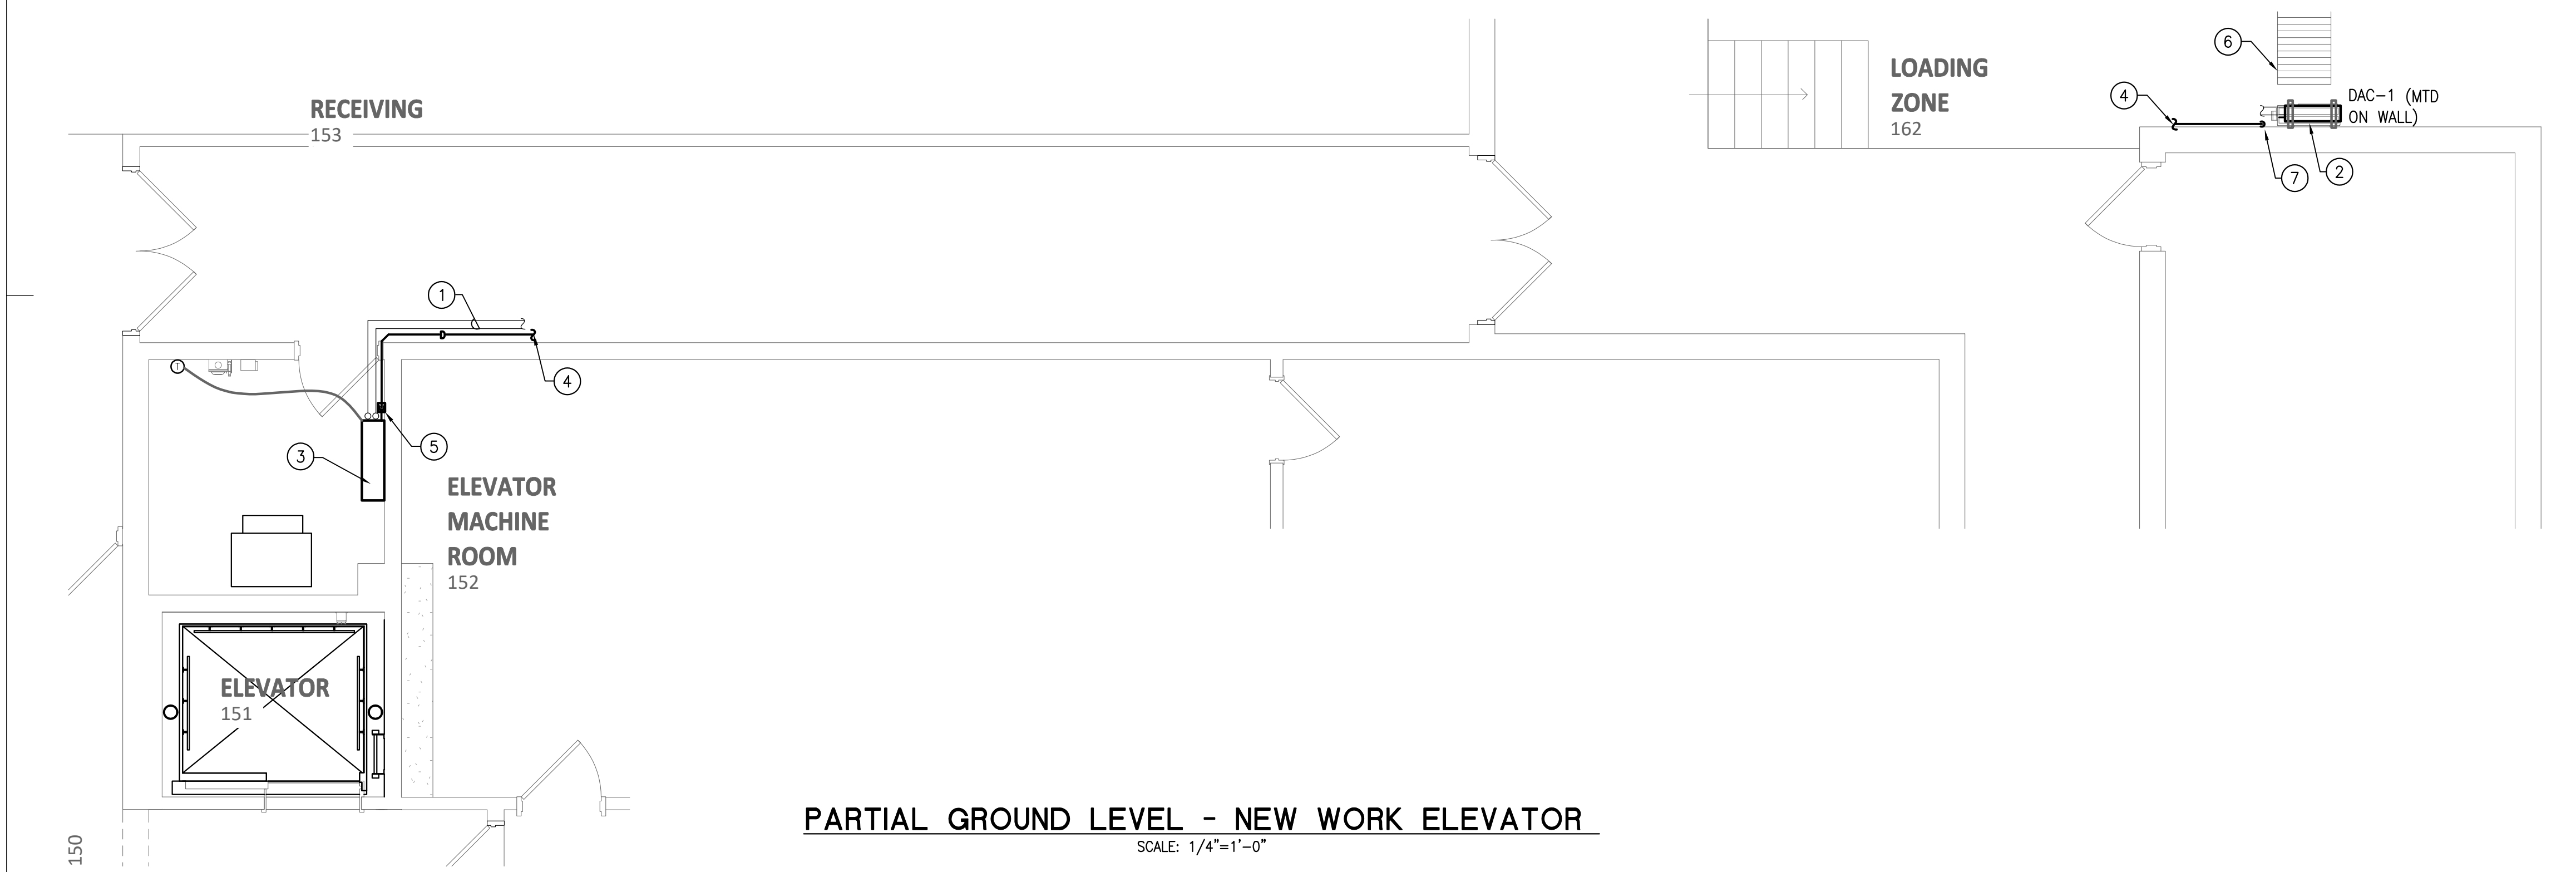 RECEIVING
153
LOADING
ZONE
162
6
4
DAC-1 (MTD
ON WALL)
7
2
1
4
T
5
3
ELEVATOR
MACHINE
ROOM
152
ELEVATOR
151
150
PARTIAL GROUND LEVEL - NEW WORK ELEVATOR
SCALE: 1/4"=1'-0"